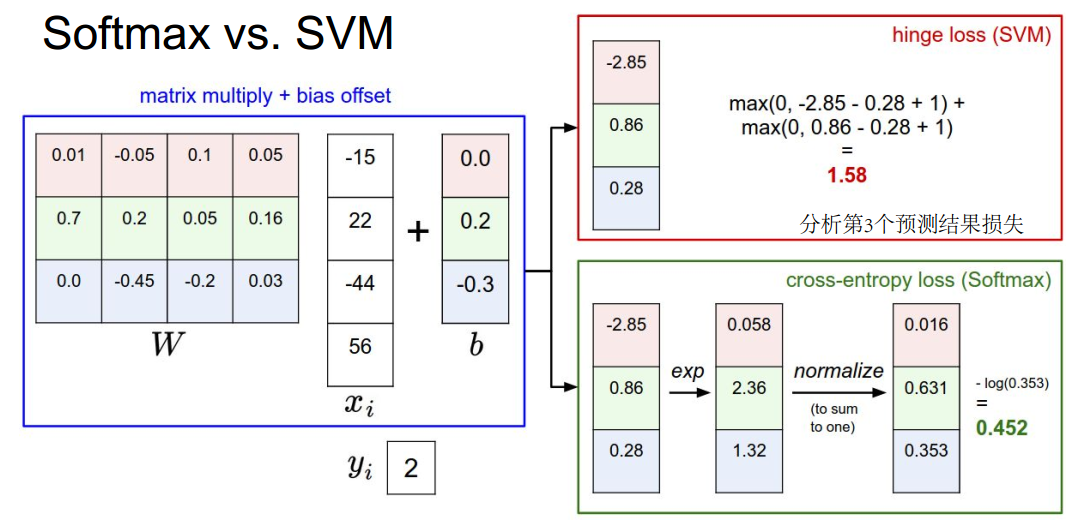 Softmax vs. SVM
matrix multiply + bias offset
0.01 -0.05 0.1 0.05
0.7 0.2 0.05 0.16
0.0 -0.45 -0.2 0.03
W
-15
22
-44
56
x_i
+
0.0
0.2
-0.3
b
y_i 2
hinge loss (SVM)
-2.85
0.86
0.28
max(0, -2.85 - 0.28 + 1) +
max(0, 0.86 - 0.28 + 1)
=
1.58
分析第3个预测结果损失
cross-entropy loss (Softmax)
-2.85
0.86
0.28
exp
0.058
2.36
1.32
normalize
(to sum
to one)
0.016
0.631
0.353
- log(0.353)
=
0.452